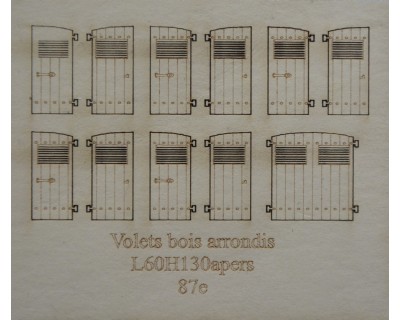 Volets bois arrondis
L60H130apers
87e